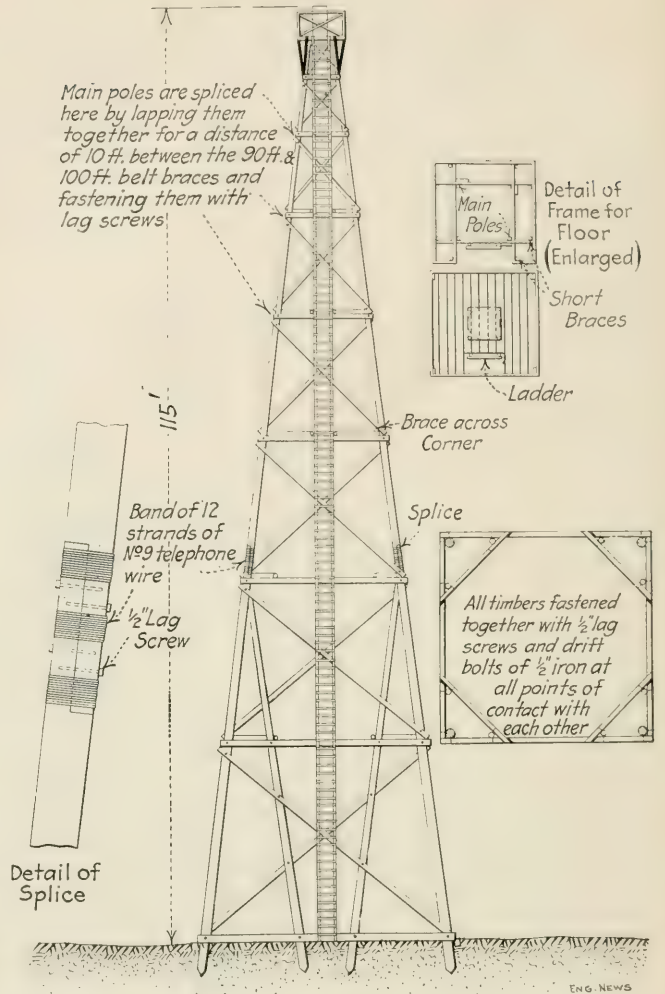 Main poles are spliced
here by lapping them
together for a distance
of 10 ft. between the 90 ft. &
100 ft. belt braces and
fastening them with
lag screws
115'
Main
Poles
Detail of
Frame for
Floor
(Enlarged)
Short
Braces
Ladder
Brace across
Corner
Band of 12
strands of
Nº 9 telephone
wire
½" Lag
Screw
Splice
All timbers fastened
together with ½" lag
screws and drift
bolts of ½" iron at
all points of
contact with
each other
Detail of
Splice
ENG. NEWS